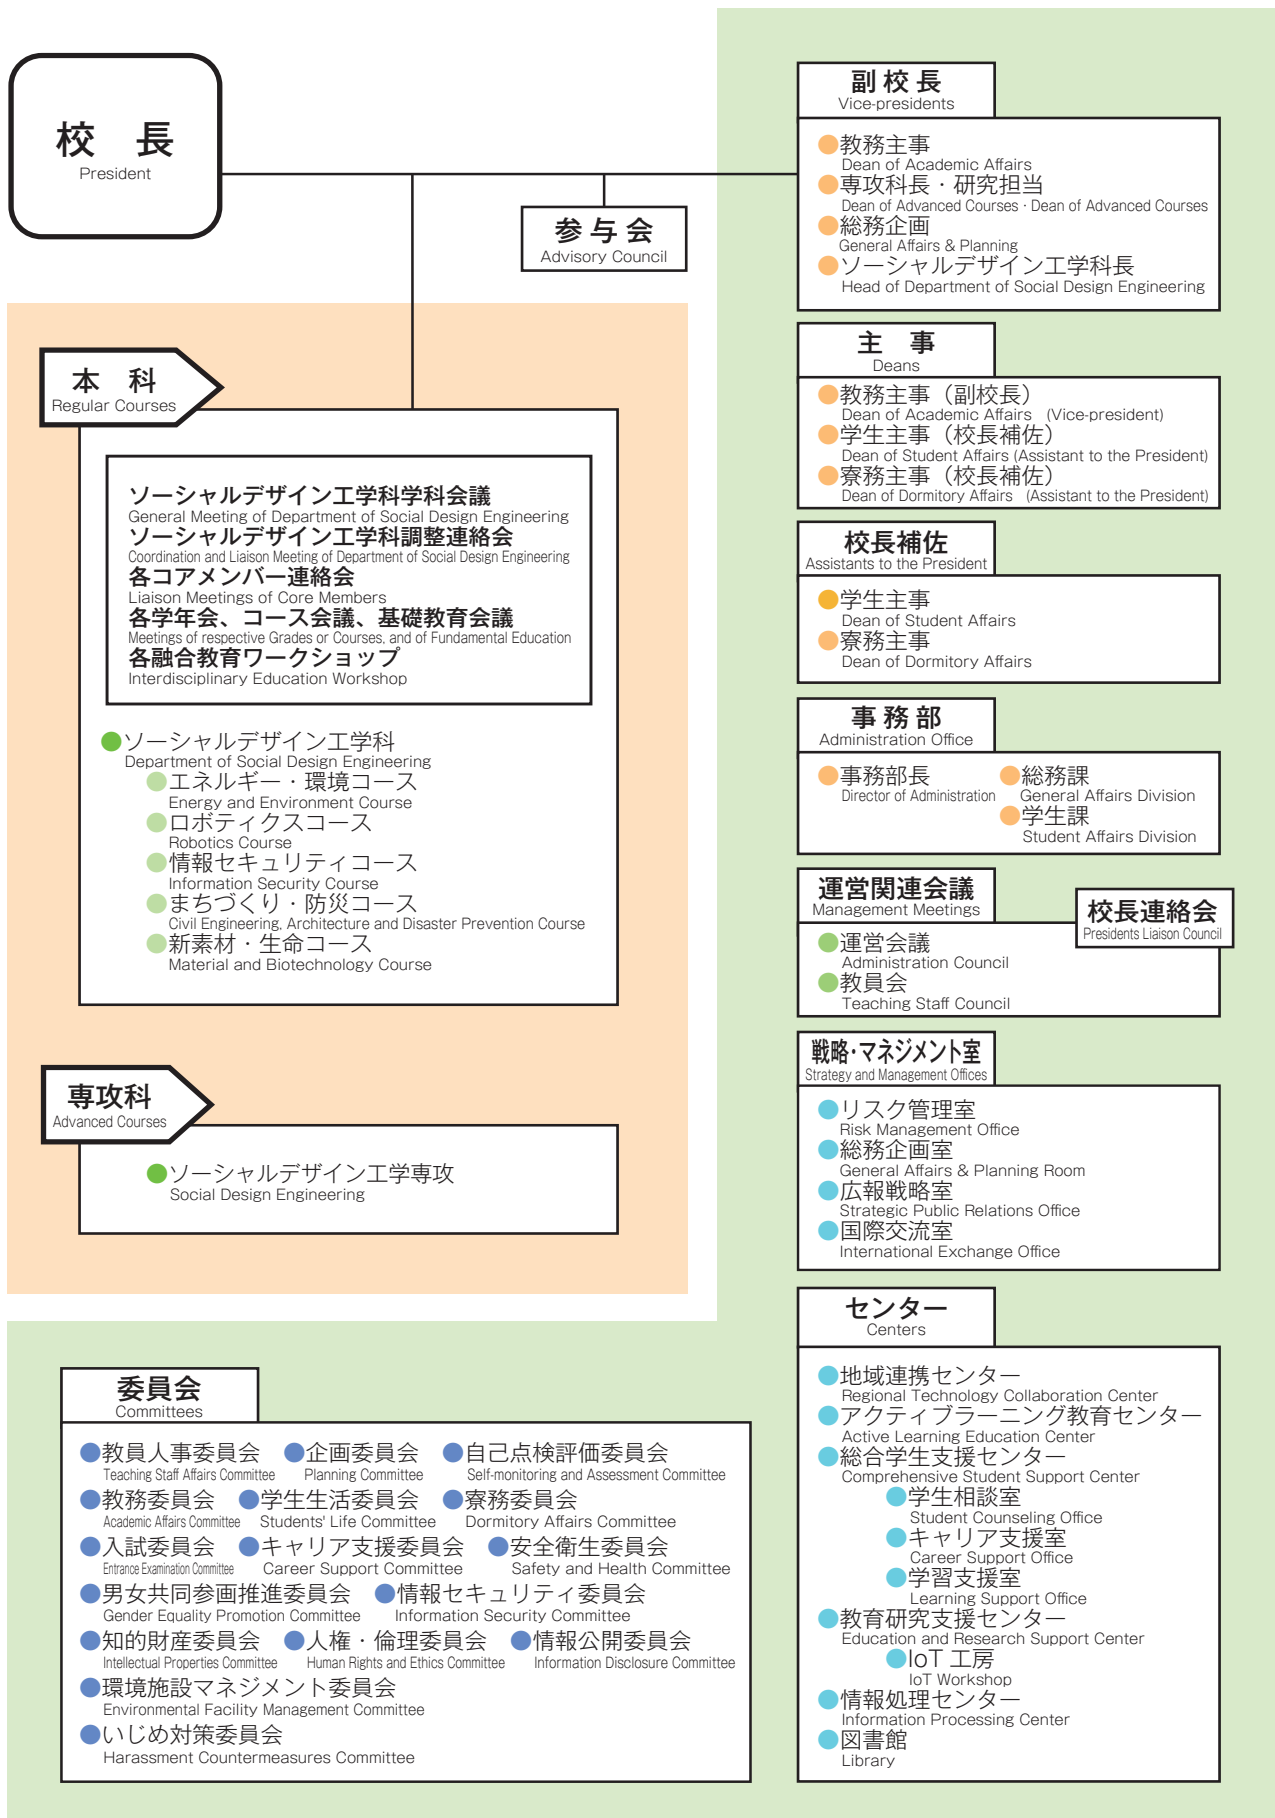 校　長
President
参与会
Advisory Council
副校長
Vice-presidents
教務主事
Dean of Academic Affairs
専攻科長・研究担当
Dean of Advanced Courses・Dean of Advanced Courses
総務企画
General Affairs & Planning
ソーシャルデザイン工学科長
Head of Department of Social Design Engineering
主　事
Deans
教務主事（副校長）
Dean of Academic Affairs (Vice-president)
学生主事（校長補佐）
Dean of Student Affairs (Assistant to the President)
寮務主事（校長補佐）
Dean of Dormitory Affairs (Assistant to the President)
校長補佐
Assistants to the President
学生主事
Dean of Student Affairs
寮務主事
Dean of Dormitory Affairs
事務部
Administration Office
事務部長
Director of Administration
総務課
General Affairs Division
学生課
Student Affairs Division
運営関連会議
Management Meetings
校長連絡会
Presidents Liaison Council
運営会議
Administration Council
教員会
Teaching Staff Council
戦略・マネジメント室
Strategy and Management Offices
リスク管理室
Risk Management Office
総務企画室
General Affairs & Planning Room
広報戦略室
Strategic Public Relations Office
国際交流室
International Exchange Office
センター
Centers
地域連携センター
Regional Technology Collaboration Center
アクティブラーニング教育センター
Active Learning Education Center
総合学生支援センター
Comprehensive Student Support Center
学生相談室
Student Counseling Office
キャリア支援室
Career Support Office
学習支援室
Learning Support Office
教育研究支援センター
Education and Research Support Center
IoT 工房
IoT Workshop
情報処理センター
Information Processing Center
図書館
Library
本　科
Regular Courses
ソーシャルデザイン工学科学科会議
General Meeting of Department of Social Design Engineering
ソーシャルデザイン工学科調整連絡会
Coordination and Liaison Meeting of Department of Social Design Engineering
各コアメンバー連絡会
Liaison Meetings of Core Members
各学年会、コース会議、基礎教育会議
Meetings of respective Grades or Courses, and of Fundamental Education
各融合教育ワークショップ
Interdisciplinary Education Workshop
ソーシャルデザイン工学科
Department of Social Design Engineering
エネルギー・環境コース
Energy and Environment Course
ロボティクスコース
Robotics Course
情報セキュリティコース
Information Security Course
まちづくり・防災コース
Civil Engineering, Architecture and Disaster Prevention Course
新素材・生命コース
Material and Biotechnology Course
専攻科
Advanced Courses
ソーシャルデザイン工学専攻
Social Design Engineering
委員会
Committees
教員人事委員会 企画委員会 自己点検評価委員会
Teaching Staff Affairs Committee Planning Committee Self-monitoring and Assessment Committee
教務委員会 学生生活委員会 寮務委員会
Academic Affairs Committee Students' Life Committee Dormitory Affairs Committee
入試委員会 キャリア支援委員会 安全衛生委員会
Entrance Examination Committee Career Support Committee Safety and Health Committee
男女共同参画推進委員会 情報セキュリティ委員会
Gender Equality Promotion Committee Information Security Committee
知的財産委員会 人権・倫理委員会 情報公開委員会
Intellectual Properties Committee Human Rights and Ethics Committee Information Disclosure Committee
環境施設マネジメント委員会
Environmental Facility Management Committee
いじめ対策委員会
Harassment Countermeasures Committee